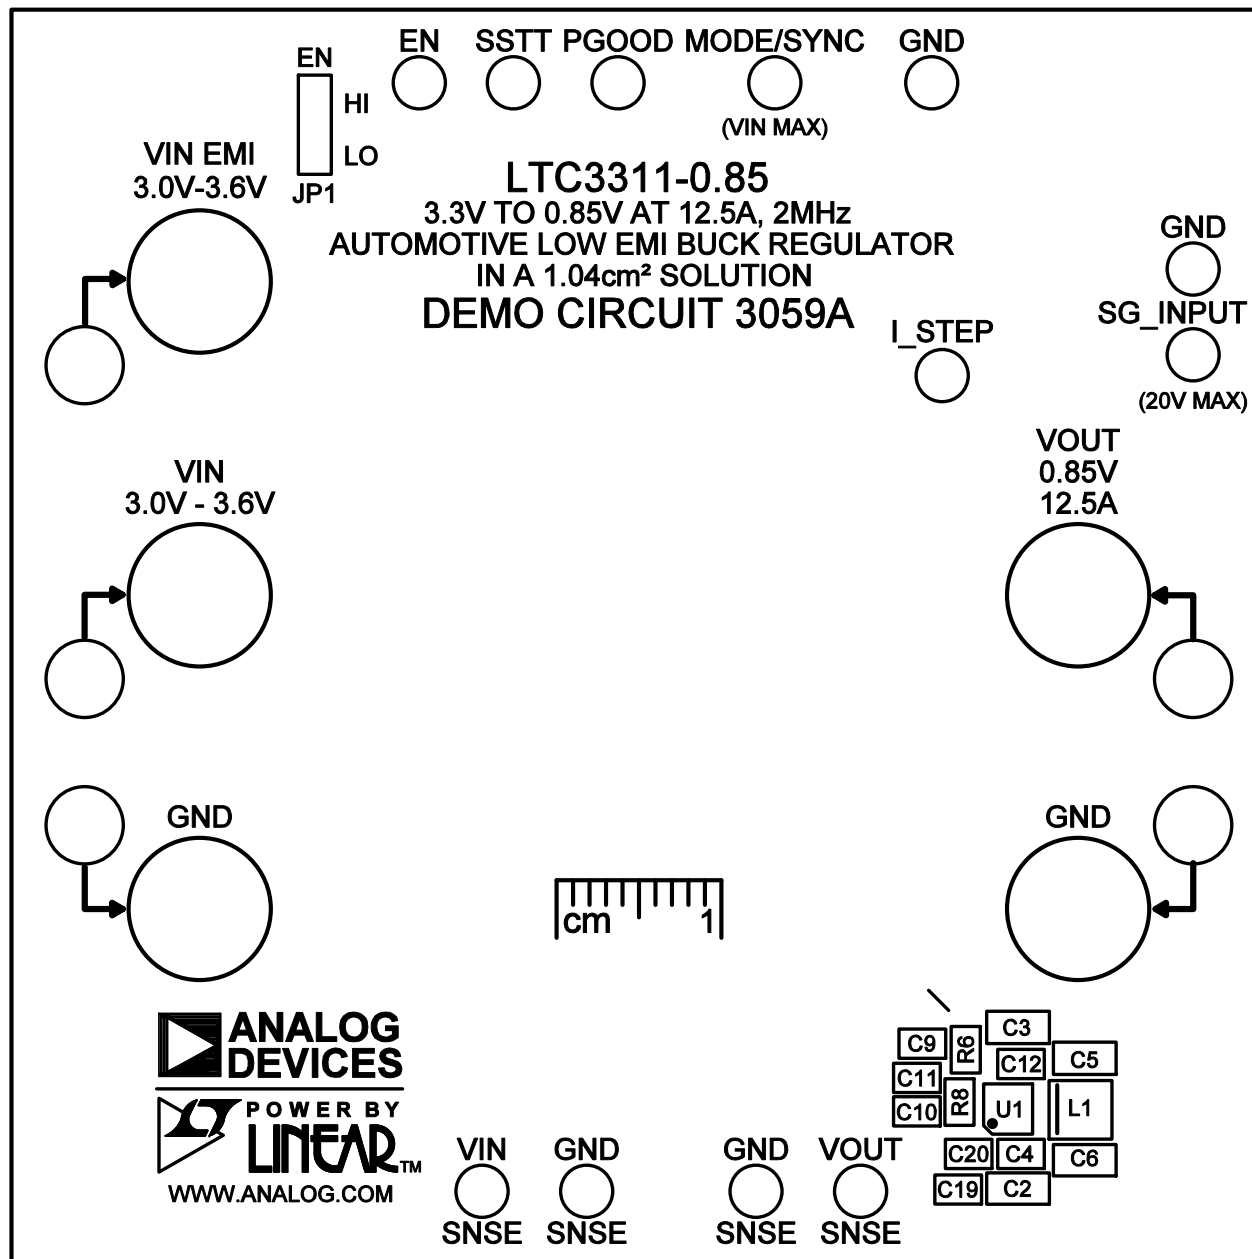 EN SSTT PGOOD MODE/SYNC GND
(VIN MAX)
EN
HI
LO
JP1
VIN EMI
3.0V-3.6V
LTC3311-0.85
3.3V TO 0.85V AT 12.5A, 2MHz
AUTOMOTIVE LOW EMI BUCK REGULATOR
IN A 1.04cm² SOLUTION
DEMO CIRCUIT 3059A
GND
SG_INPUT
(20V MAX)
I_STEP
VIN
3.0V - 3.6V
VOUT
0.85V
12.5A
GND
GND
cm 1
ANALOG
DEVICES
POWER BY
LINEAR™
WWW.ANALOG.COM
VIN
SNSE
GND
SNSE
GND
SNSE
VOUT
SNSE
C3
C9
R6
C12
C5
C11
C10
R8
U1
L1
C20
C4
C6
C19
C2